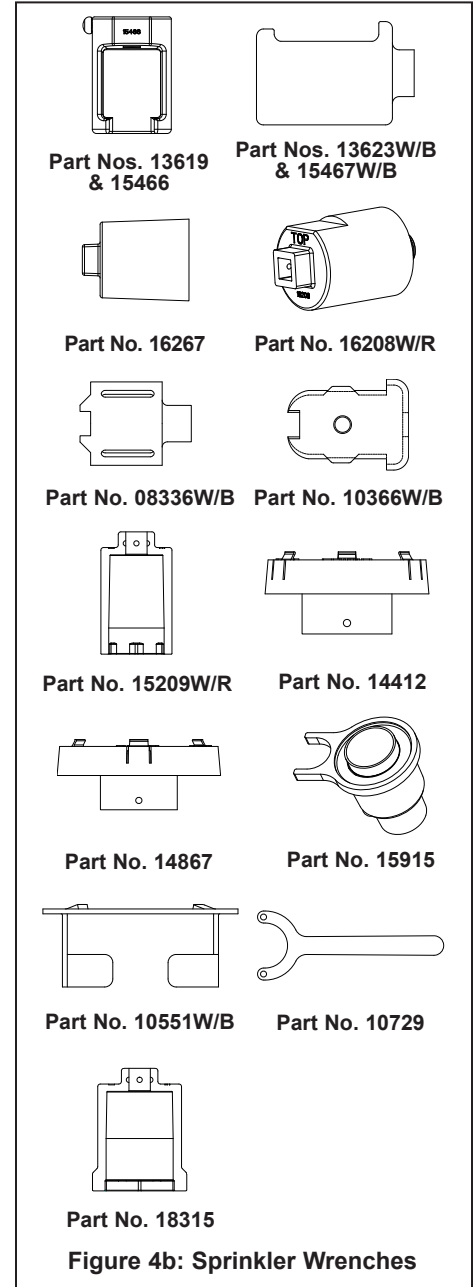 15466
Part Nos. 13619
& 15466
Part Nos. 13623W/B
& 15467W/B
TOP
16208
Part No. 16267
Part No. 16208W/R
Part No. 08336W/B
Part No. 10366W/B
Part No. 15209W/R
Part No. 14412
Part No. 14867
Part No. 15915
Part No. 10551W/B
Part No. 10729
Part No. 18315
Figure 4b: Sprinkler Wrenches